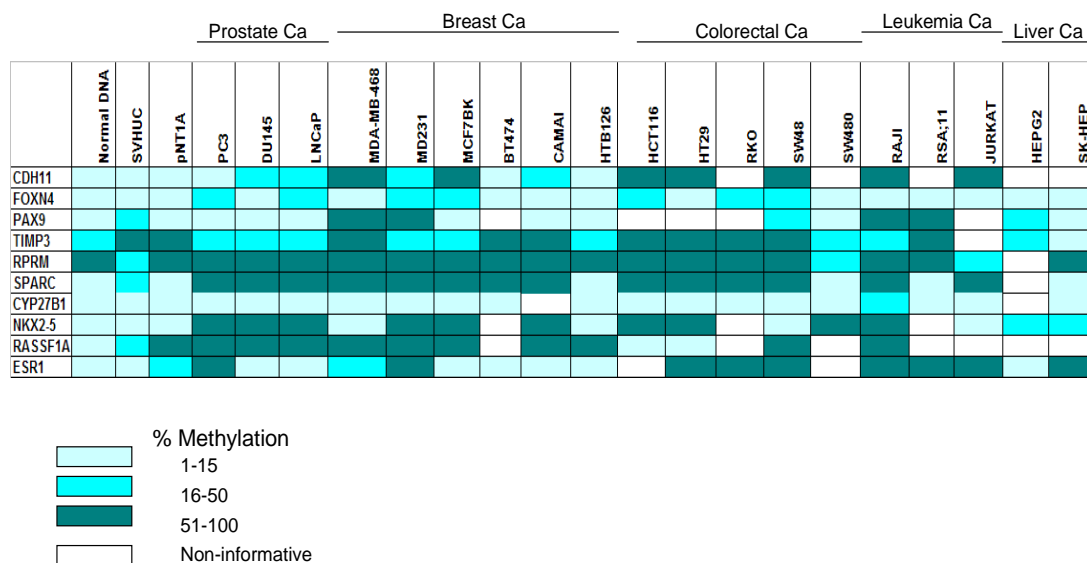 Prostate Ca
Breast Ca
Colorectal Ca
Leukemia Ca
Liver Ca
Normal DNA
SVHUC
pNT1A
PC3
DU145
LNCaP
MDA-MB-468
MD231
MCF7BK
BT474
CAMAI
HTB126
HCT116
HT29
RKO
SW48
SW480
RAJI
RSA;11
JURKAT
HEPG2
SK-HEP
CDH11
FOXN4
PAX9
TIMP3
RPRM
SPARC
CYP27B1
NKX2-5
RASSF1A
ESR1
% Methylation
1-15
16-50
51-100
Non-informative